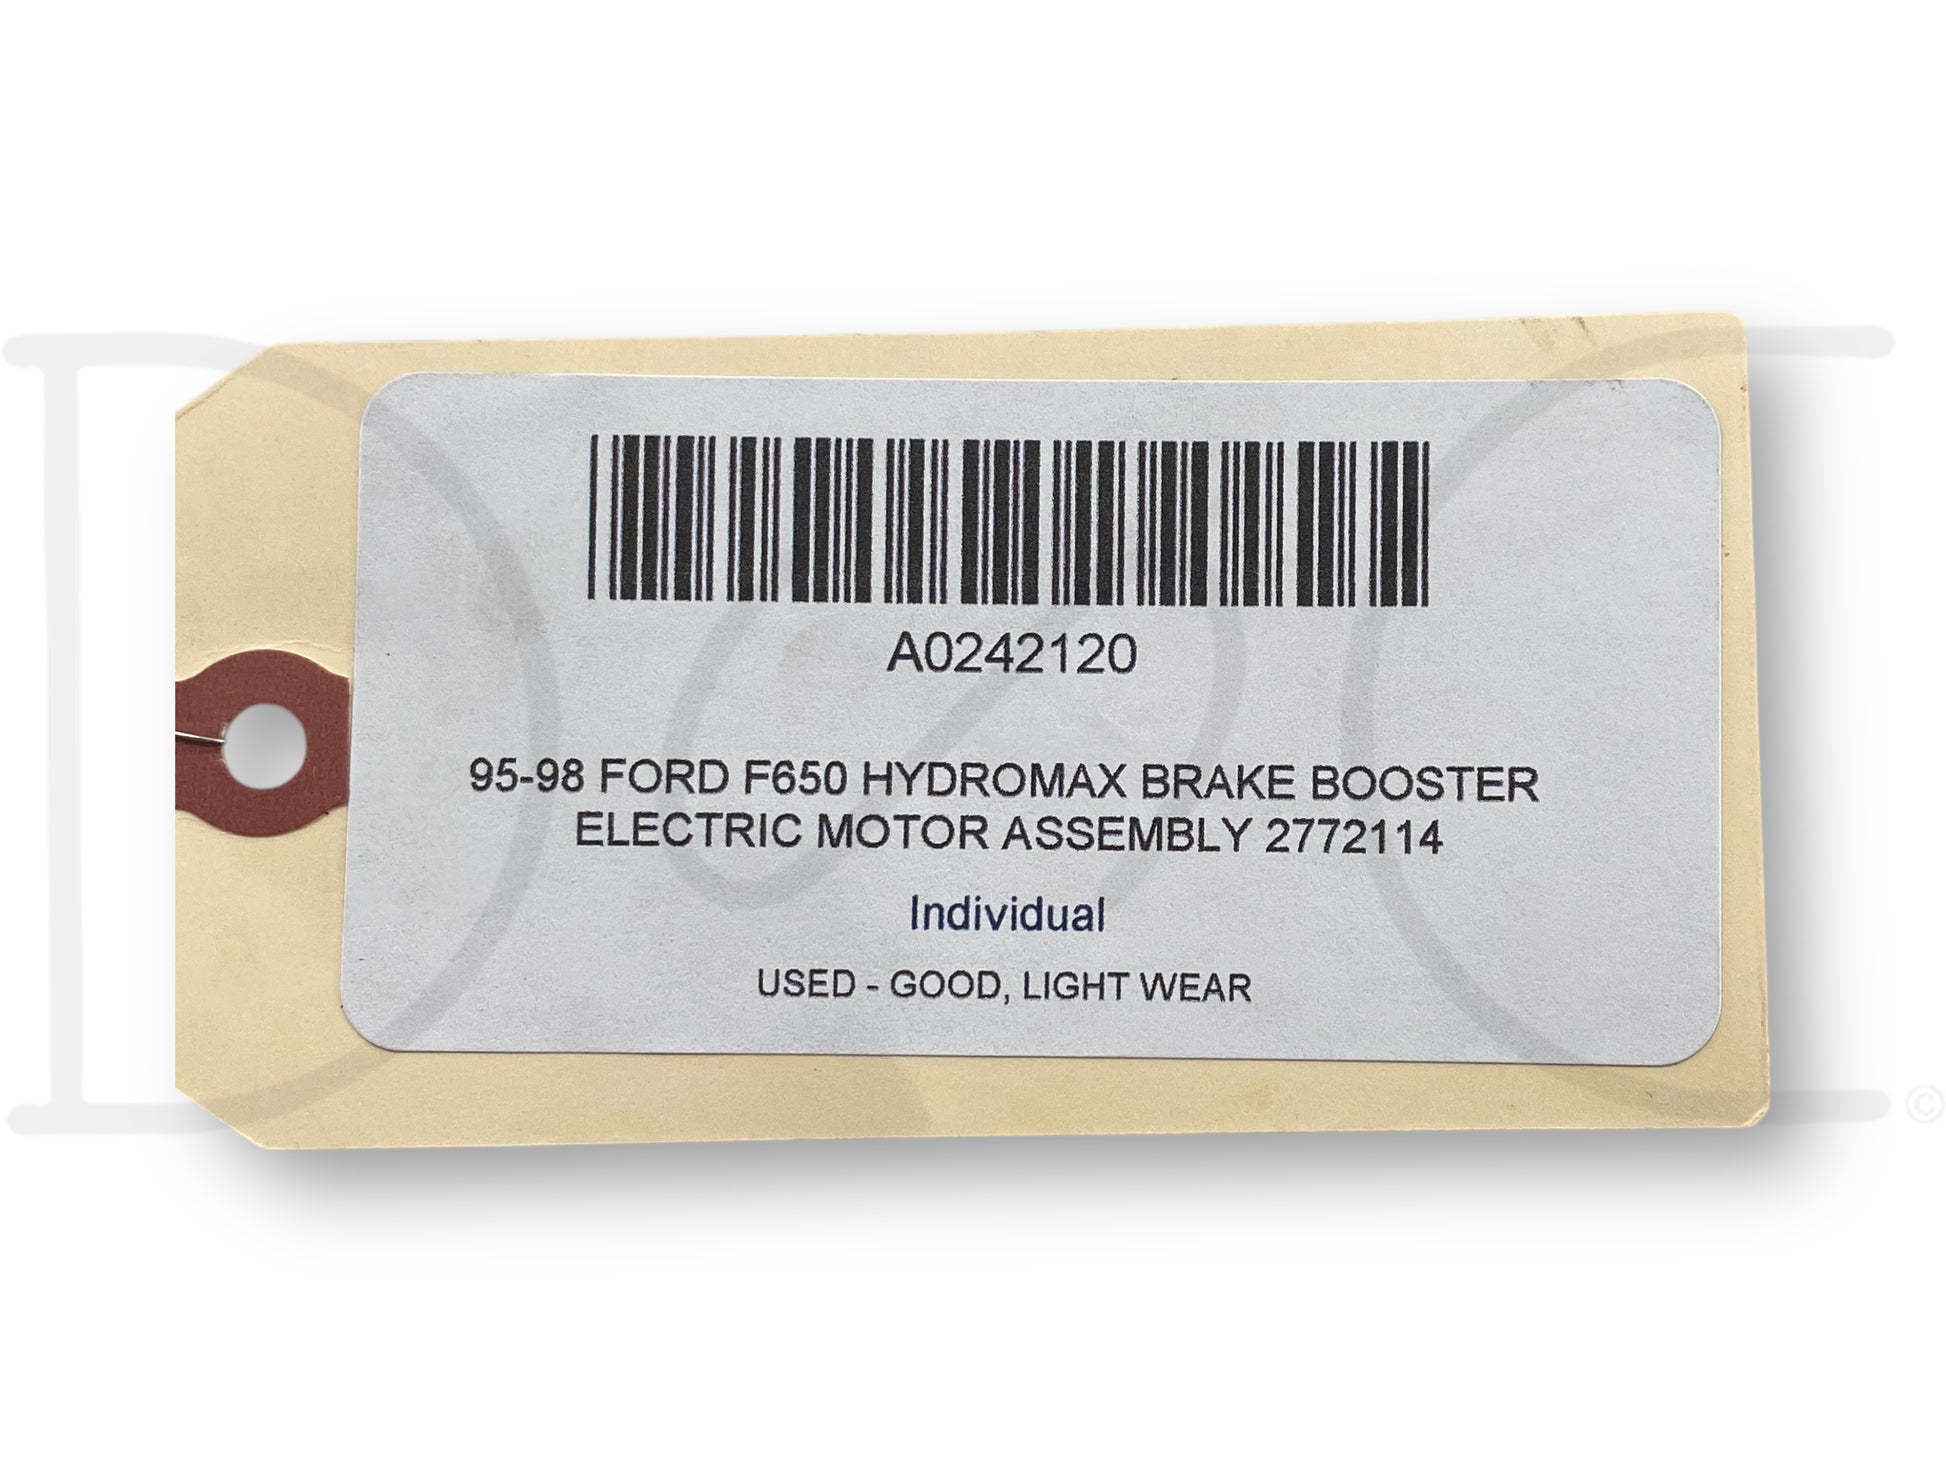 A0242120
95-98 FORD F650 HYDROMAX BRAKE BOOSTER
ELECTRIC MOTOR ASSEMBLY 2772114
Individual
USED - GOOD, LIGHT WEAR
©